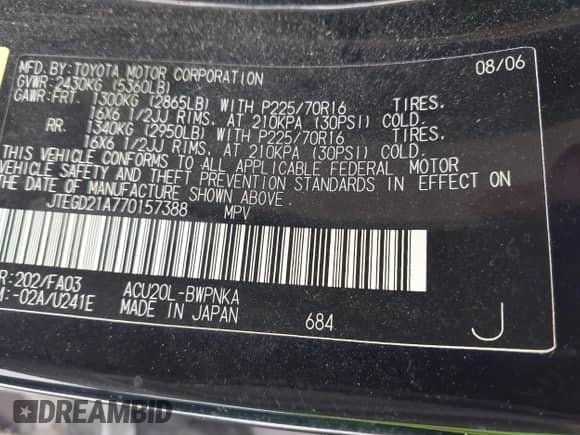 MFD.BY:TOYOTA MOTOR CORPORATION 08/06
GVWR:2430KG (5360LB)
GAWR:FRT. 1300KG (2865LB) WITH P225/70R16 TIRES.
16X6 1/2JJ RIMS, AT 210KPA (30PSI) COLD.
RR. 1340KG (2950LB) WITH P225/70R16 TIRES.
16X6 1/2JJ RIMS, AT 210KPA (30PSI) COLD.
THIS VEHICLE CONFORMS TO ALL APPLICABLE FEDERAL MOTOR
VEHICLE SAFETY AND THEFT PREVENTION STANDARDS IN EFFECT ON
THE DATE OF MANUFACTURE SHOWN ABOVE.
JTEGD21A770157388 MPV
R:202/FA03 ACU20L-BWPNKA
M:-02A/U241E MADE IN JAPAN 684 J
DREAMBID